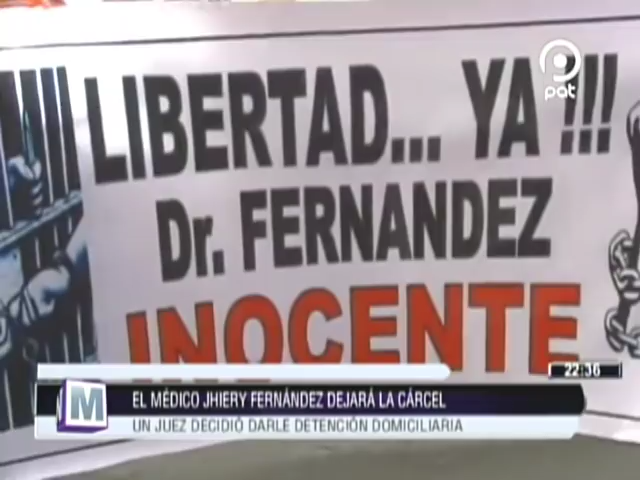 pat
LIBERTAD... YA !!!
Dr. FERNANDEZ
INOCENTE
22:36
M
EL MÉDICO JHIERY FERNÁNDEZ DEJARÁ LA CÁRCEL
UN JUEZ DECIDIÓ DARLE DETENCIÓN DOMICILIARIA